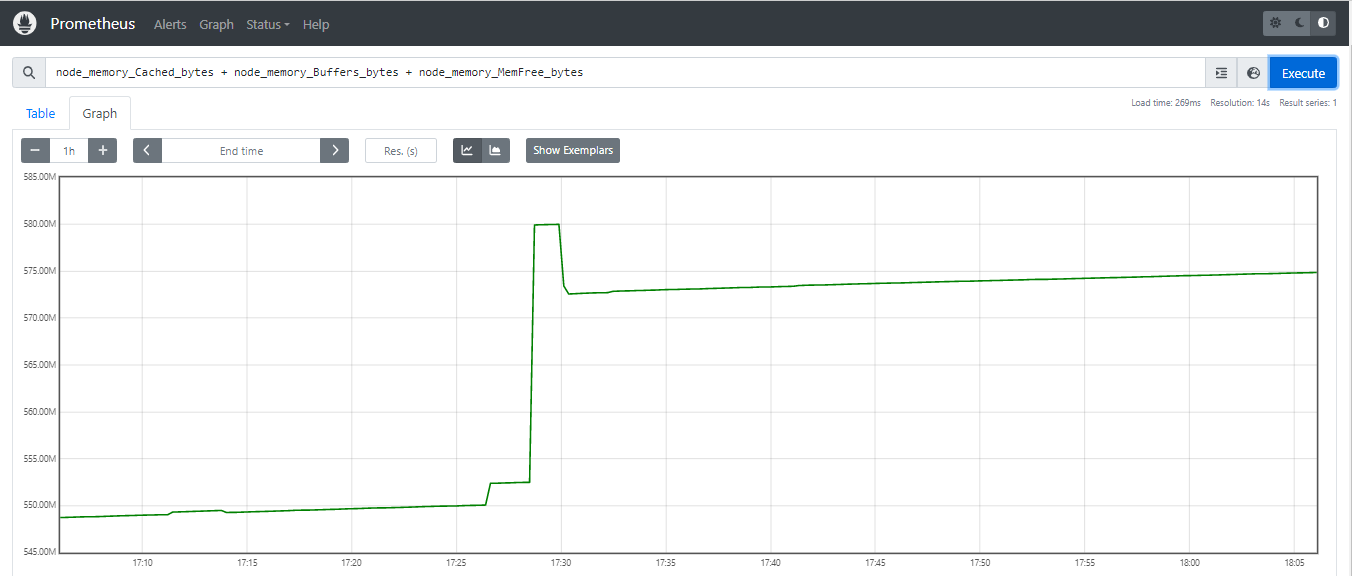 Prometheus Alerts Graph Status Help
node_memory_Cached_bytes + node_memory_Buffers_bytes + node_memory_MemFree_bytes Execute
Load time: 269ms Resolution: 14s Result series: 1
Table Graph
− 1h + < End time > Res. (s) Show Exemplars
585.00M
580.00M
575.00M
570.00M
565.00M
560.00M
555.00M
550.00M
545.00M
17:10 17:15 17:20 17:25 17:30 17:35 17:40 17:45 17:50 17:55 18:00 18:05